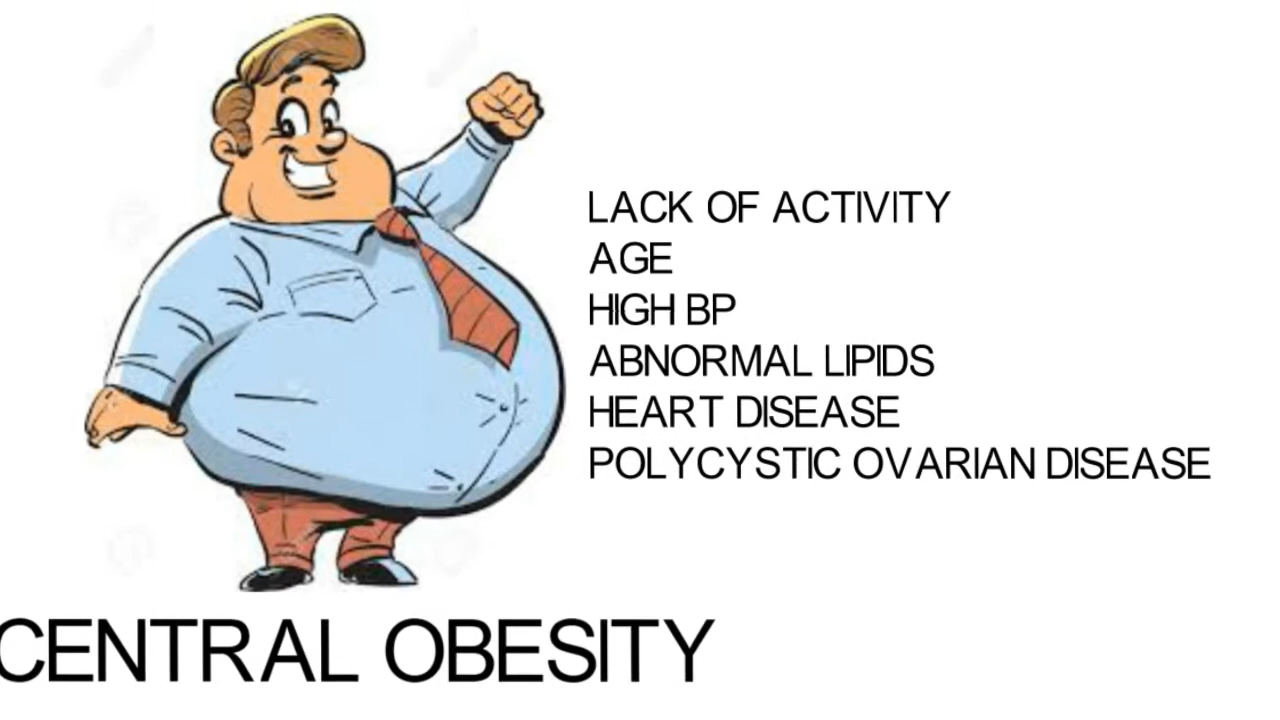 LACK OF ACTIVITY
AGE
HIGH BP
ABNORMAL LIPIDS
HEART DISEASE
POLYCYSTIC OVARIAN DISEASE
CENTRAL OBESITY